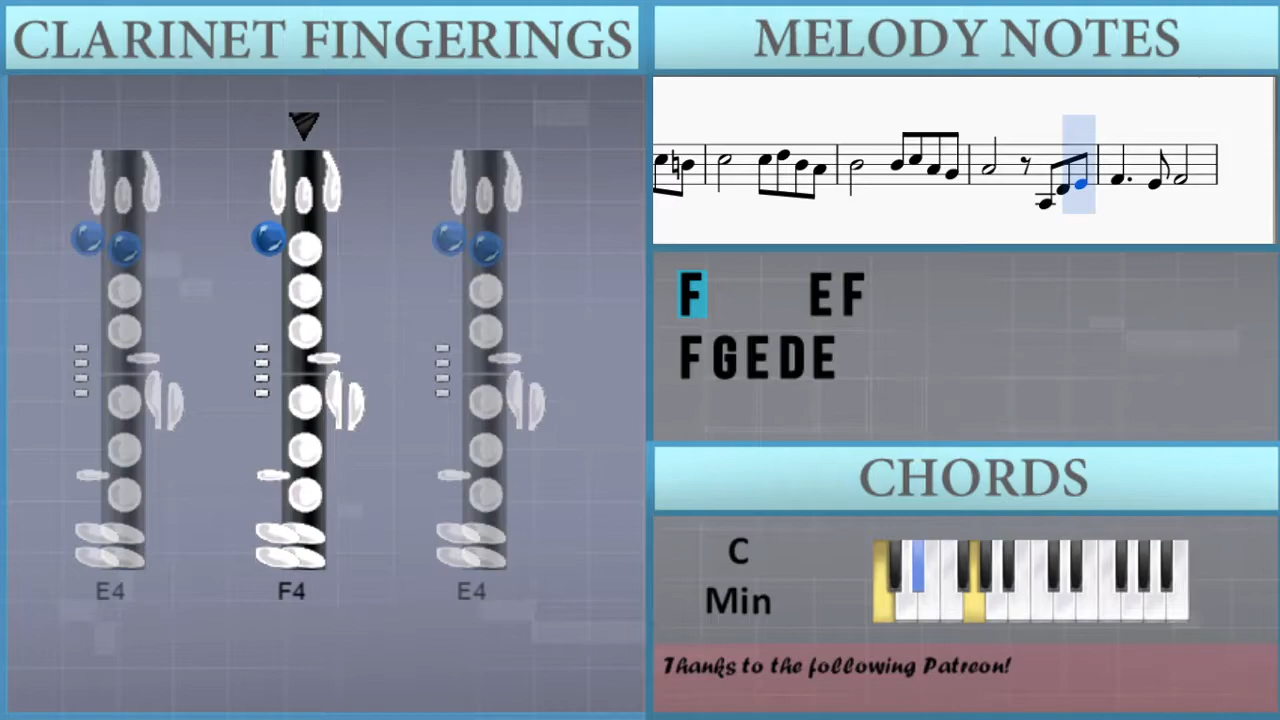 CLARINET FINGERINGS
E4
F4
E4
MELODY NOTES
F E F
F G E D E
CHORDS
C
Min
Thanks to the following Patreon!